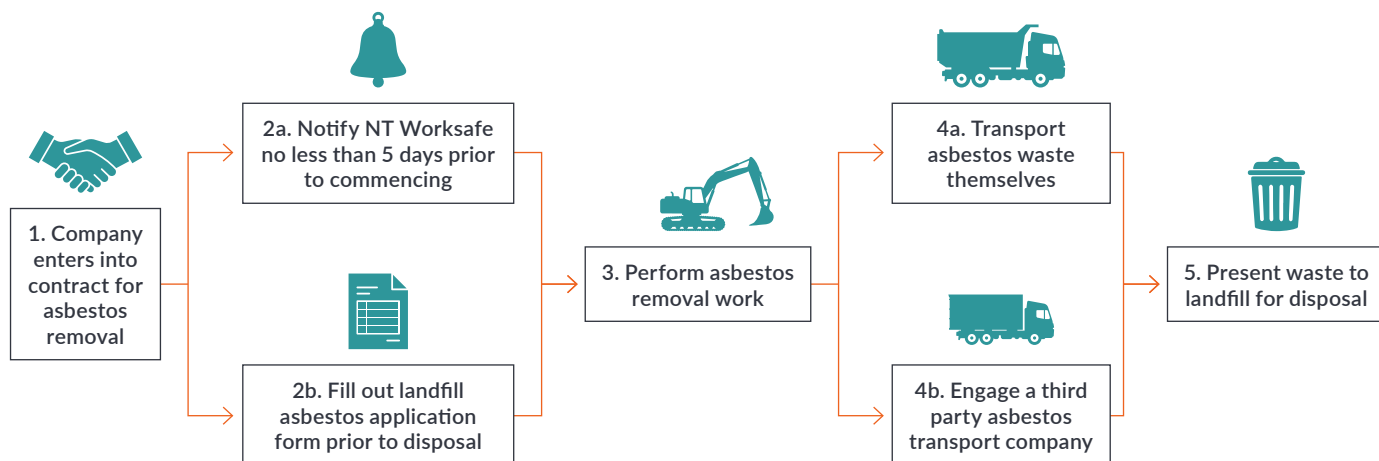 1. Company
enters into
contract for
asbestos
removal
2a. Notify NT Worksafe
no less than 5 days prior
to commencing
2b. Fill out landfill
asbestos application
form prior to disposal
3. Perform asbestos
removal work
4a. Transport
asbestos waste
themselves
4b. Engage a third
party asbestos
transport company
5. Present waste to
landfill for disposal